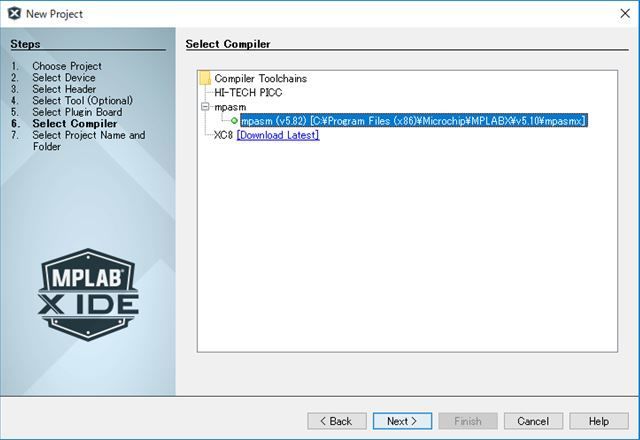 New Project
Steps
1. Choose Project
2. Select Device
3. Select Header
4. Select Tool (Optional)
5. Select Plugin Board
6. Select Compiler
7. Select Project Name and
Folder
MPLAB®
X IDE
Select Compiler
Compiler Toolchains
HI-TECH PICC
mpasm
mpasm (v5.82) [C:¥Program Files (x86)¥Microchip¥MPLABX¥v5.10¥mpasmx]
XC8 [Download Latest]
< Back
Next >
Finish
Cancel
Help